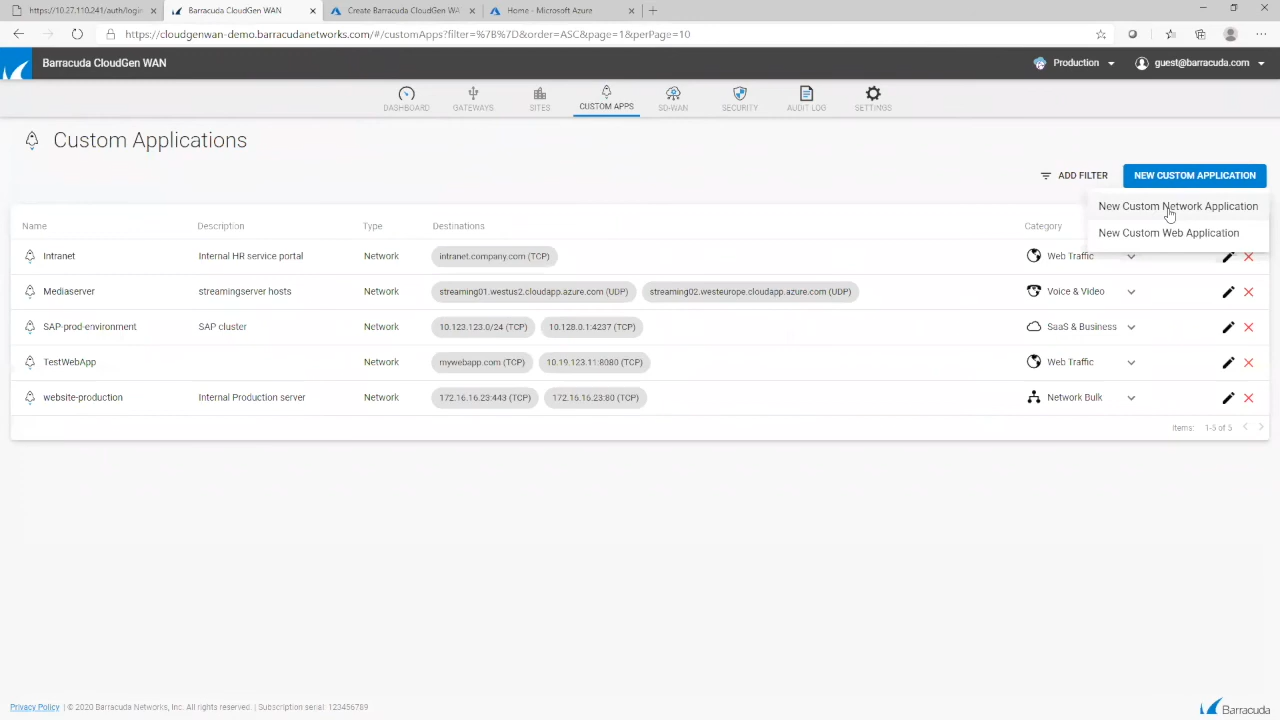 https://10.27.110.241/auth/login
Barracuda CloudGen WAN
Create Barracuda CloudGen WA
Home - Microsoft Azure
https://cloudgenwan-demo.barracudanetworks.com/#/customApps?filter=%7B%7D&order=ASC&page=1&perPage=10
Barracuda CloudGen WAN
Production
guest@barracuda.com
DASHBOARD
GATEWAYS
SITES
CUSTOM APPS
SD-WAN
SECURITY
AUDIT LOG
SETTINGS
Custom Applications
ADD FILTER
NEW CUSTOM APPLICATION
New Custom Network Application
New Custom Web Application
Name Description Type Destinations Category
Intranet Internal HR service portal Network intranet.company.com (TCP) Web Traffic
Mediaserver streamingserver hosts Network streaming01.westus2.cloudapp.azure.com (UDP) streaming02.westeurope.cloudapp.azure.com (UDP) Voice & Video
SAP-prod-environment SAP cluster Network 10.123.123.0/24 (TCP) 10.128.0.1:4237 (TCP) SaaS & Business
TestWebApp Network mywebapp.com (TCP) 10.19.123.11:8080 (TCP) Web Traffic
website-production Internal Production server Network 172.16.16.23:443 (TCP) 172.16.16.23:80 (TCP) Network Bulk
Items: 1-5 of 5
Privacy Policy | © 2020 Barracuda Networks, Inc. All rights reserved. | Subscription serial: 123456789
Barracuda